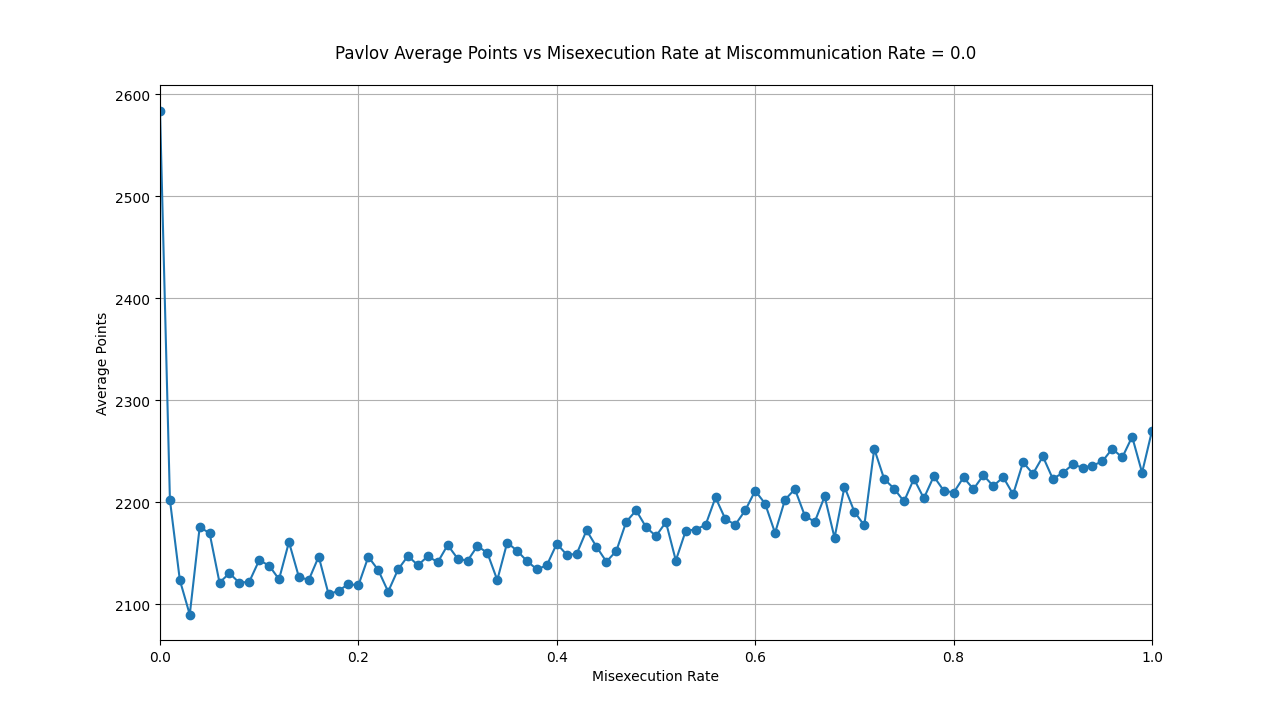 Pavlov Average Points vs Misexecution Rate at Miscommunication Rate = 0.0
2600
2500
2400
2300
2200
2100
Average Points
0.0 0.2 0.4 0.6 0.8 1.0
Misexecution Rate